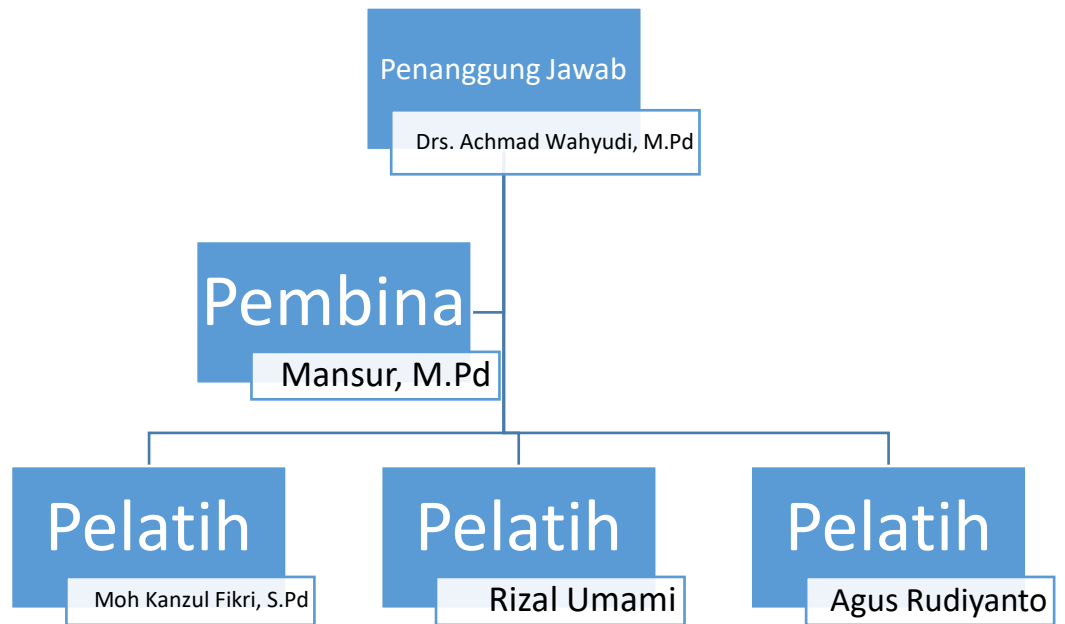 Penanggung Jawab
Drs. Achmad Wahyudi, M.Pd
Pembina
Mansur, M.Pd
Pelatih
Moh Kanzul Fikri, S.Pd
Pelatih
Rizal Umami
Pelatih
Agus Rudiyanto